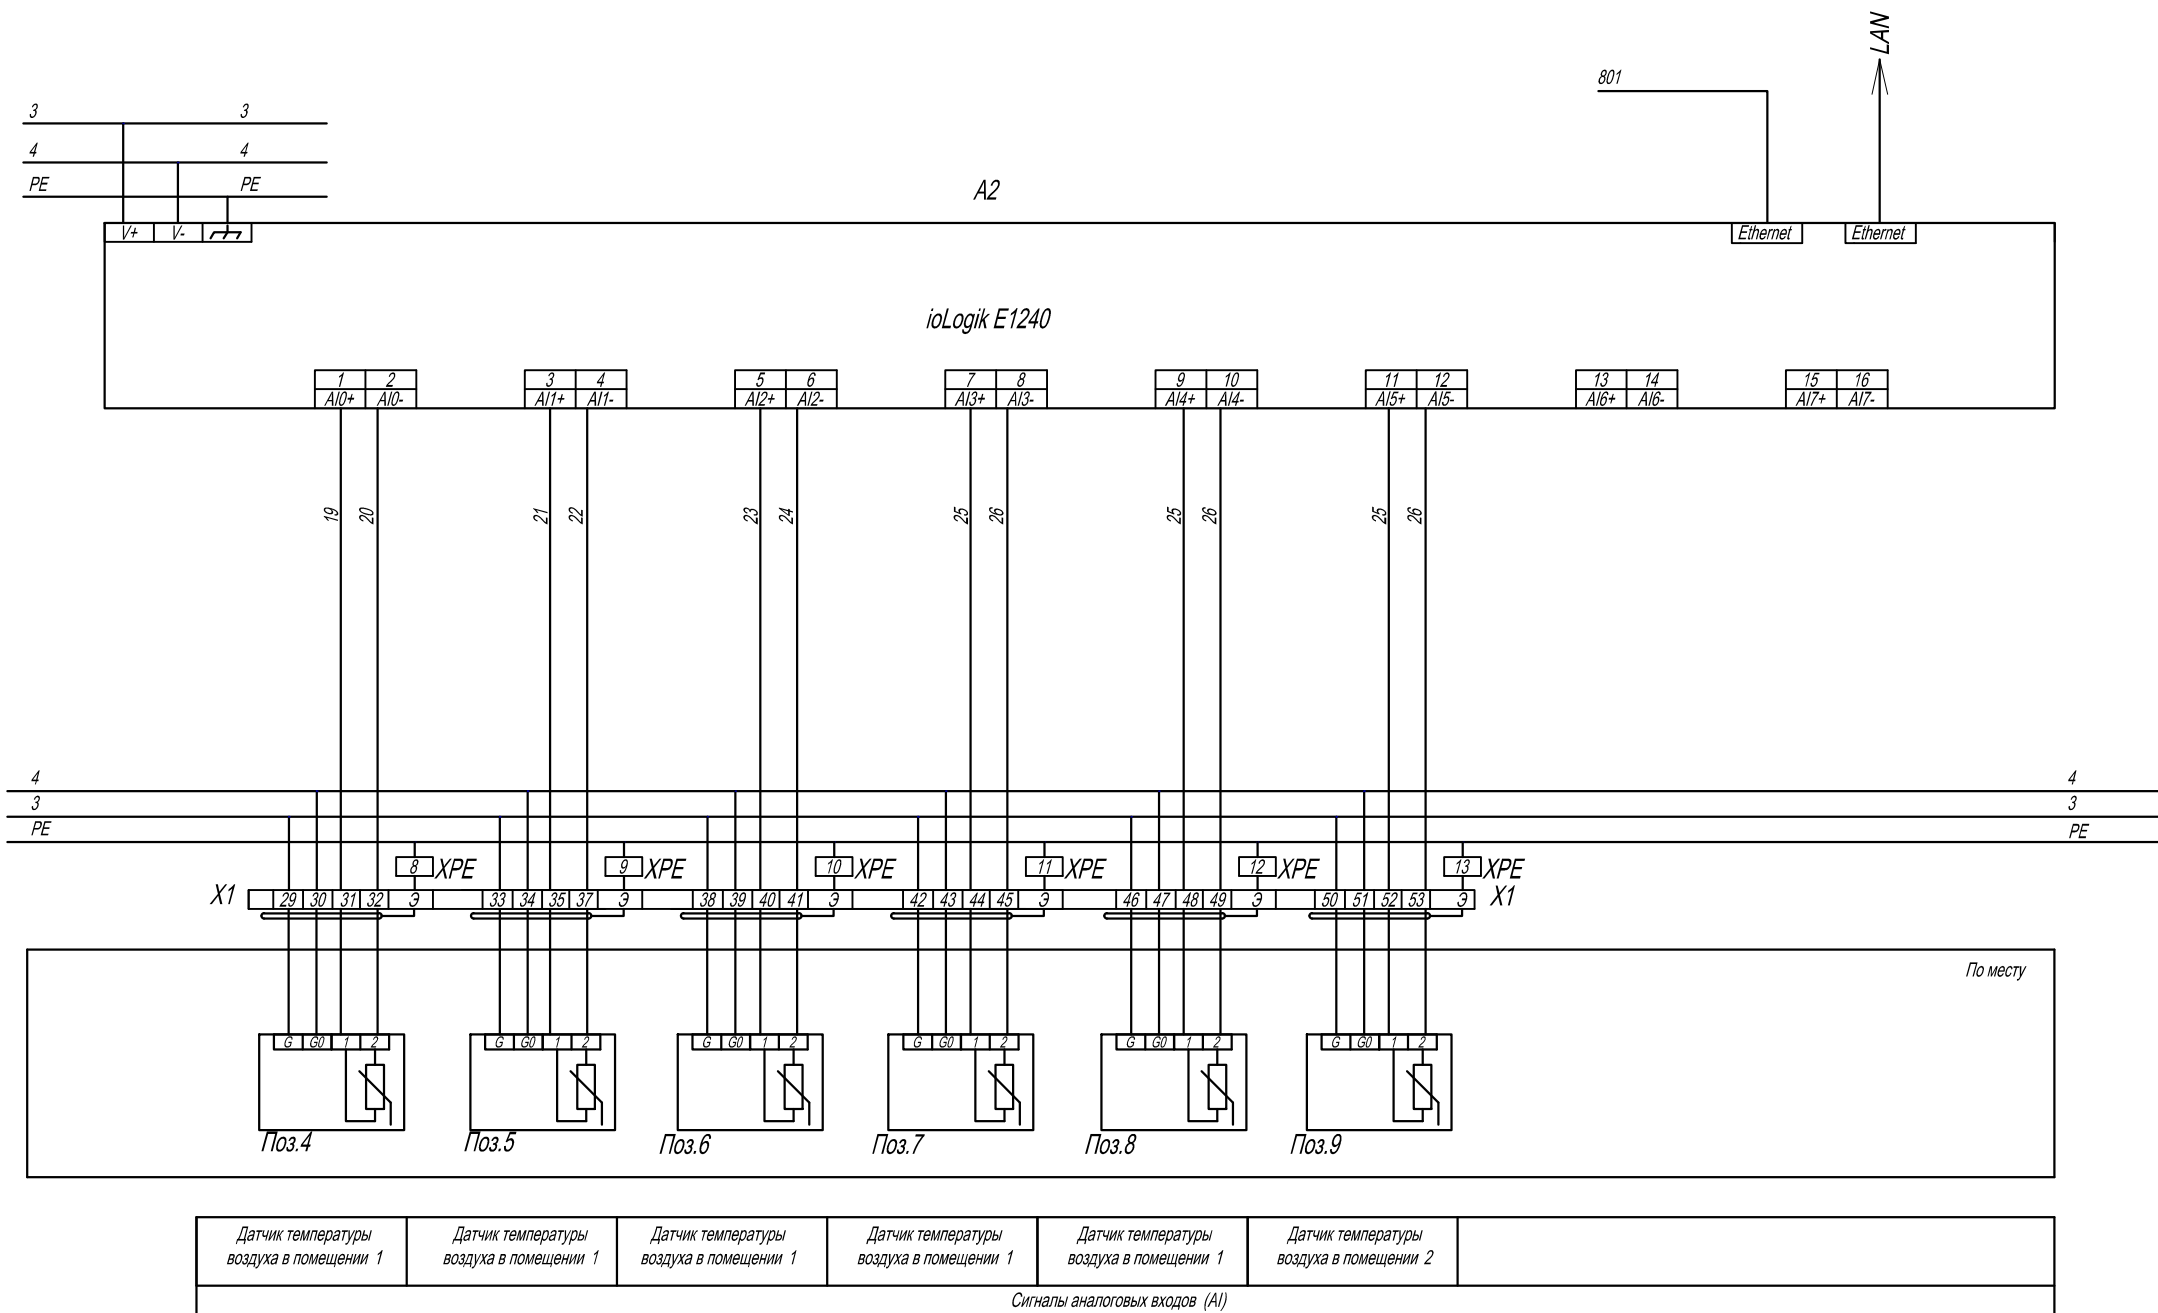 LAN
801
3 3
4 4
PE PE
A2
V+ V- Ethernet Ethernet
ioLogik E1240
1 2 3 4 5 6 7 8 9 10 11 12 13 14 15 16
AI0+ AI0- AI1+ AI1- AI2+ AI2- AI3+ AI3- AI4+ AI4- AI5+ AI5- AI6+ AI6- AI7+ AI7-
19 20 21 22 23 24 25 26 25 26 25 26
4 4
3 3
PE PE
8 XPE 9 XPE 10 XPE 11 XPE 12 XPE 13 XPE
X1 29 30 31 32 Э 33 34 35 37 Э 38 39 40 41 Э 42 43 44 45 Э 46 47 48 49 Э 50 51 52 53 Э X1
По месту
G G0 1 2 G G0 1 2 G G0 1 2 G G0 1 2 G G0 1 2 G G0 1 2
Поз.4 Поз.5 Поз.6 Поз.7 Поз.8 Поз.9
Датчик температуры
воздуха в помещении 1
Датчик температуры
воздуха в помещении 1
Датчик температуры
воздуха в помещении 1
Датчик температуры
воздуха в помещении 1
Датчик температуры
воздуха в помещении 1
Датчик температуры
воздуха в помещении 2
Сигналы аналоговых входов (AI)